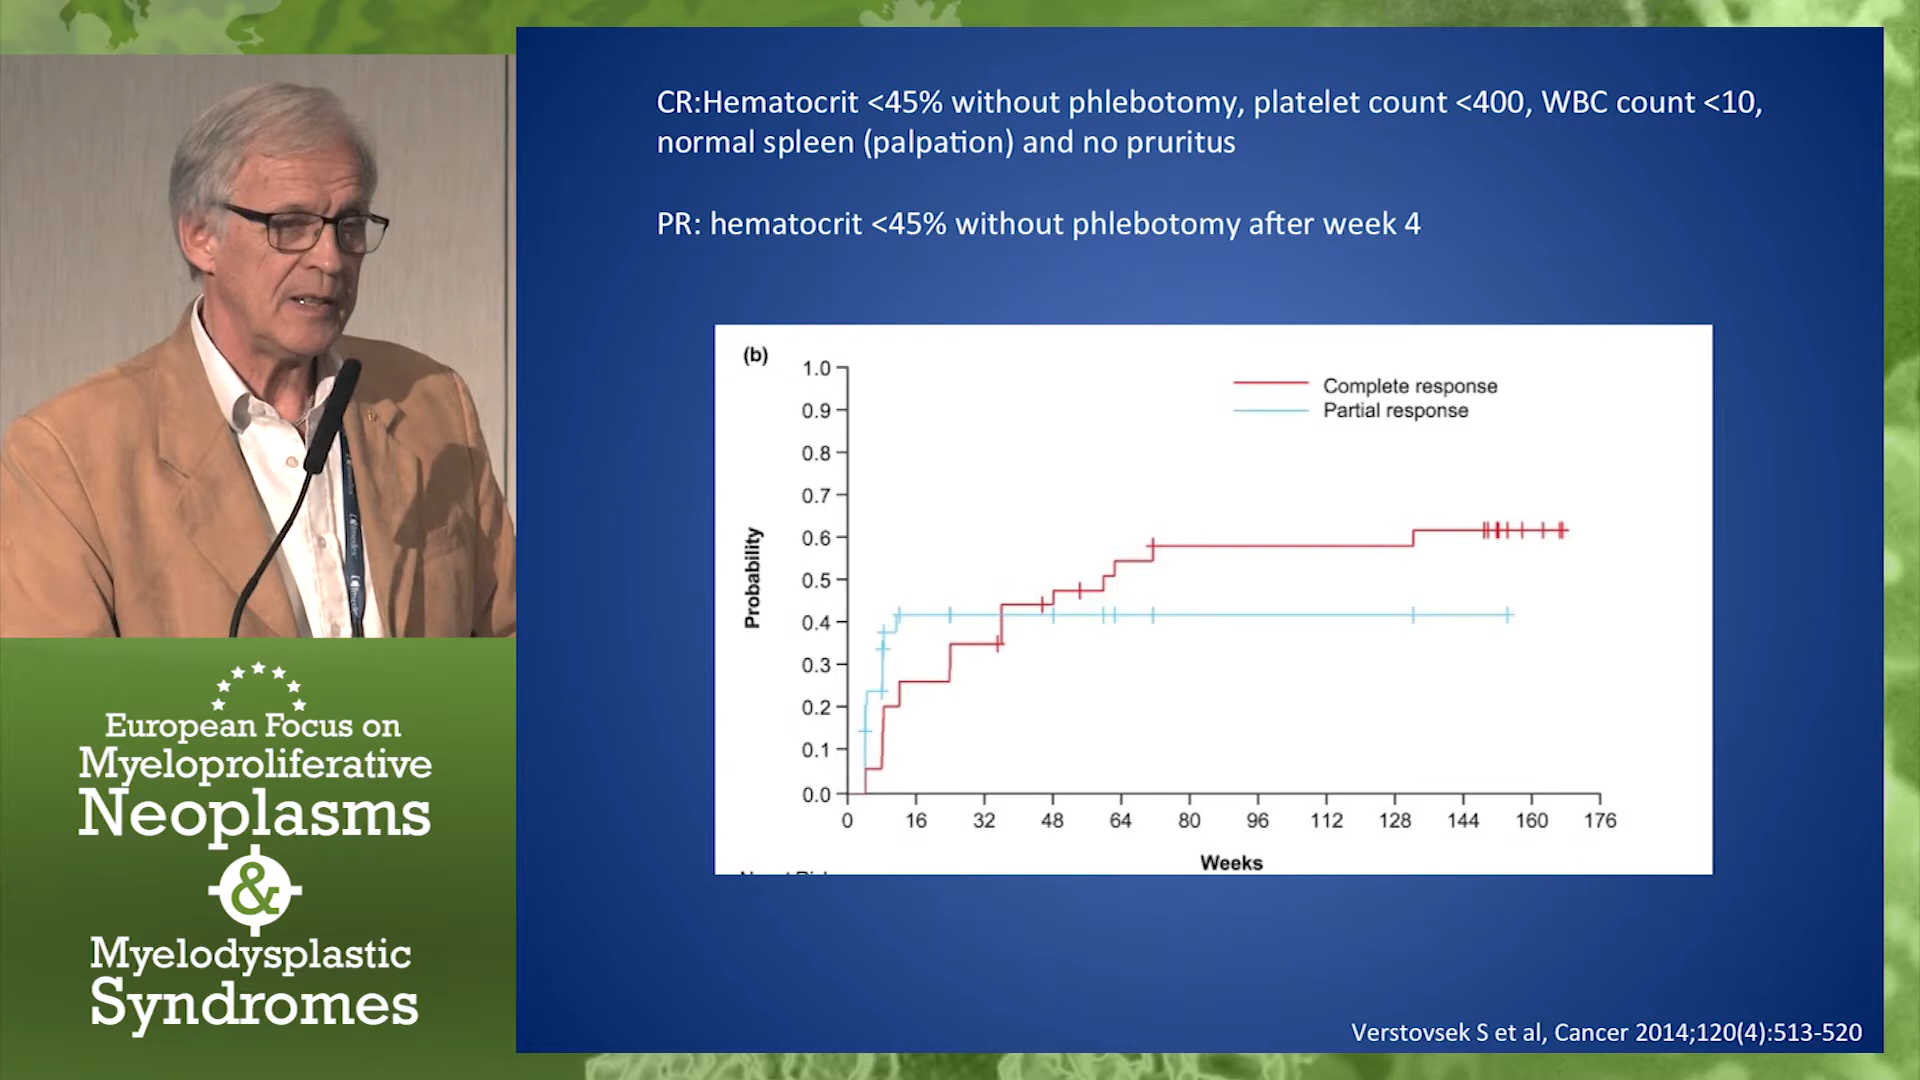 CR:Hematocrit <45% without phlebotomy, platelet count <400, WBC count <10,
normal spleen (palpation) and no pruritus
PR: hematocrit <45% without phlebotomy after week 4
(b)
Complete response
Partial response
Probability
1.0
0.9
0.8
0.7
0.6
0.5
0.4
0.3
0.2
0.1
0.0
0 16 32 48 64 80 96 112 128 144 160 176
Weeks
Verstovsek S et al, Cancer 2014;120(4):513-520
European Focus on
Myeloproliferative
Neoplasms
&
Myelodysplastic
Syndromes